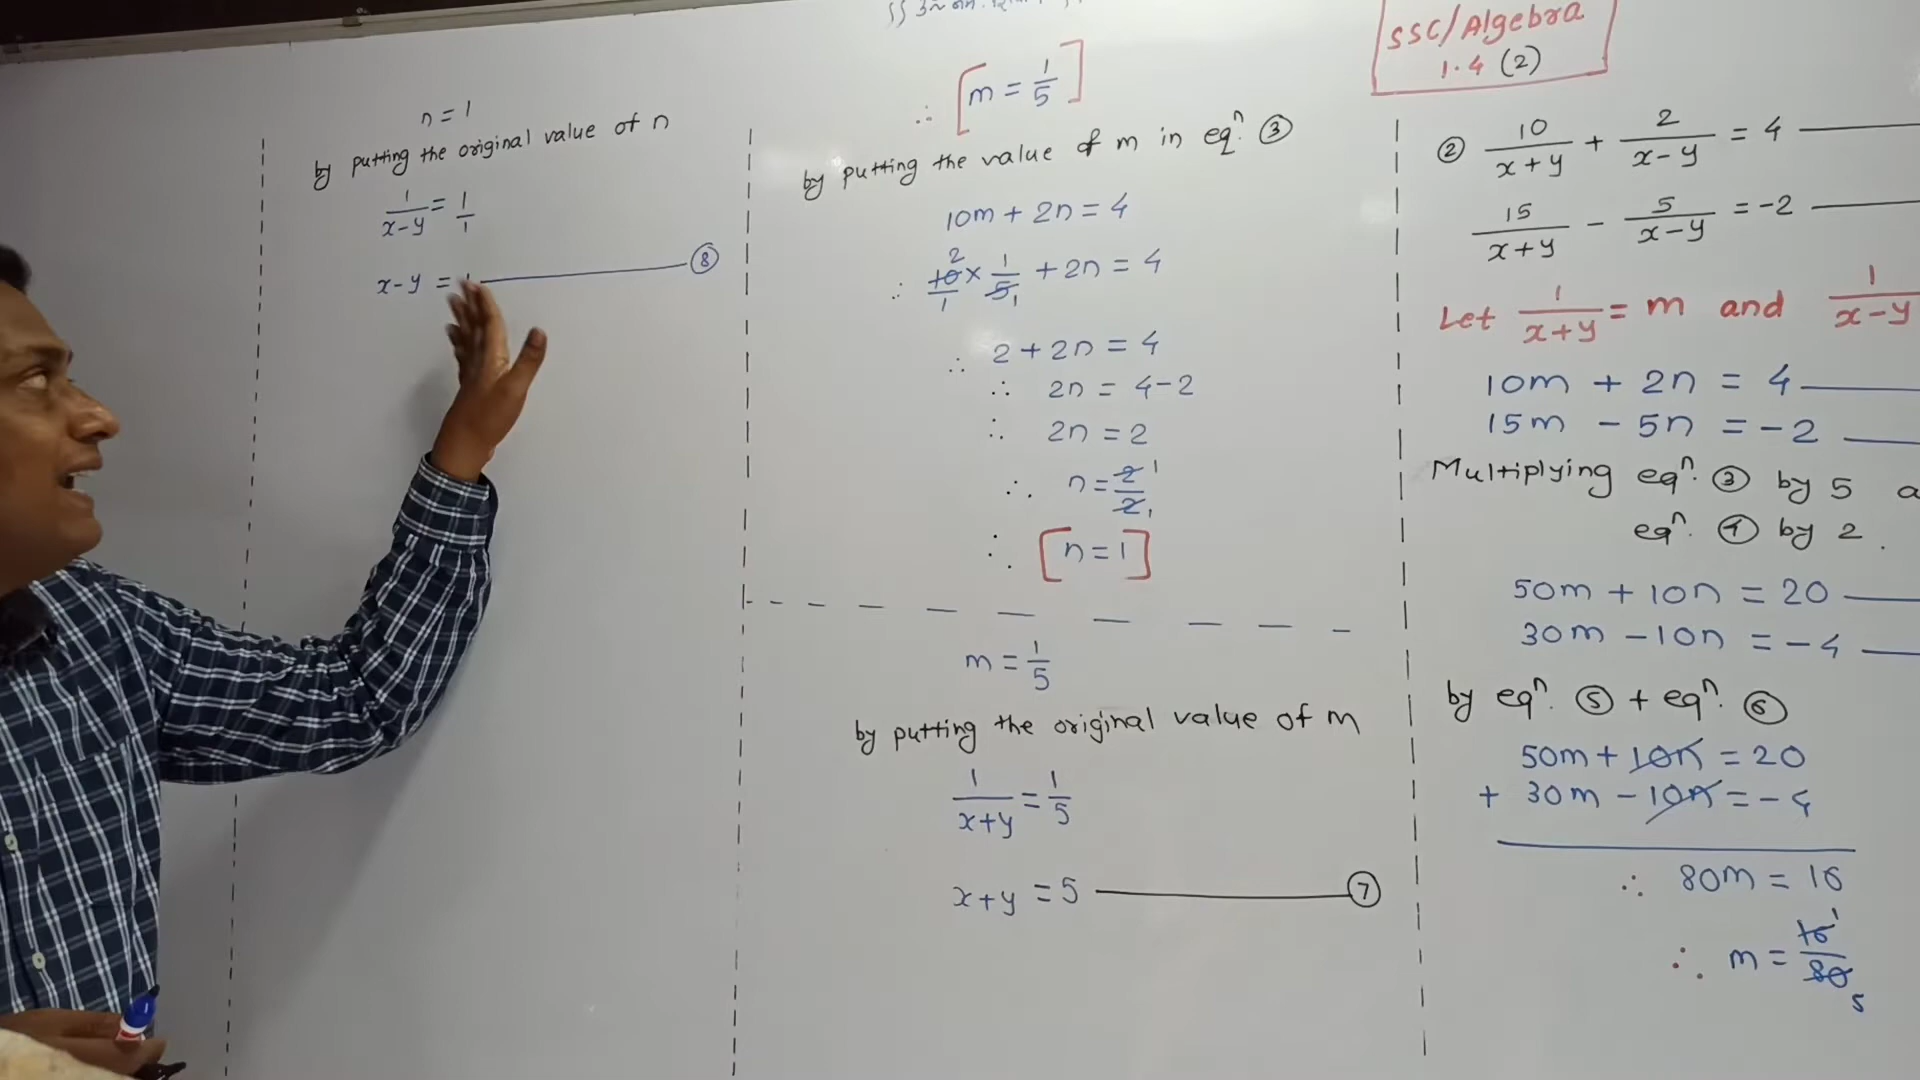 SSC/Algebra
1.4 (2)
② 10/(x+y) + 2/(x-y) = 4
15/(x+y) - 5/(x-y) = -2
Let 1/(x+y) = m and 1/(x-y)
10m + 2n = 4
15m - 5n = -2
Multiplying eqⁿ. ③ by 5
eqⁿ. ④ by 2.
50m + 10n = 20
30m - 10n = -4
by eqⁿ. ⑤ + eqⁿ. ⑥
50m + 10n = 20
+ 30m - 10n = -4
∴ 80m = 16
∴ m = 16/80 1 5
∴ [m = 1/5]
by putting the value of m in eqⁿ. ③
10m + 2n = 4
∴ 2 10/1 × 1/5 1 + 2n = 4
∴ 2 + 2n = 4
∴ 2n = 4-2
∴ 2n = 2
∴ n = 2/2 1 1
∴ [n = 1]
m = 1/5
by putting the original value of m
1/(x+y) = 1/5
x+y = 5 ⑦
n = 1
by putting the original value of n
1/(x-y) = 1/1
x-y = ⑧